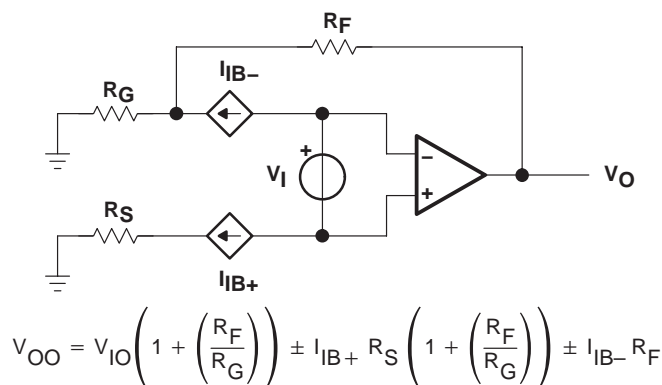 RF
IIB−
RG
+
VI
−
+
VO
RS
IIB+
VOO = VIO(1 + (RF/RG)) ± IIB+ RS(1 + (RF/RG)) ± IIB− RF